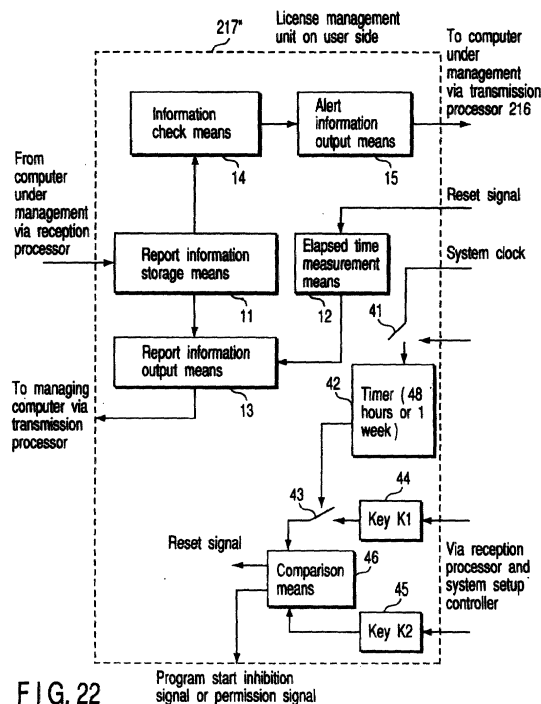 License management
unit on user side
217"
To computer
under
management
via transmission
processor 216
Information
check means
14
Alert
information
output means
15
From
computer
under
management
via reception
processor
Reset signal
Report information
storage means
11
Elapsed time
measurement
means
12
System clock
41
Report information
output means
13
To managing
computer via
transmission
processor
42
Timer ( 48
hours or 1
week )
43
44
Key K1
Reset signal
Comparison
means
46
45
Key K2
Via reception
processor and
system setup
controller
Program start inhibition
signal or permission signal
FIG. 22